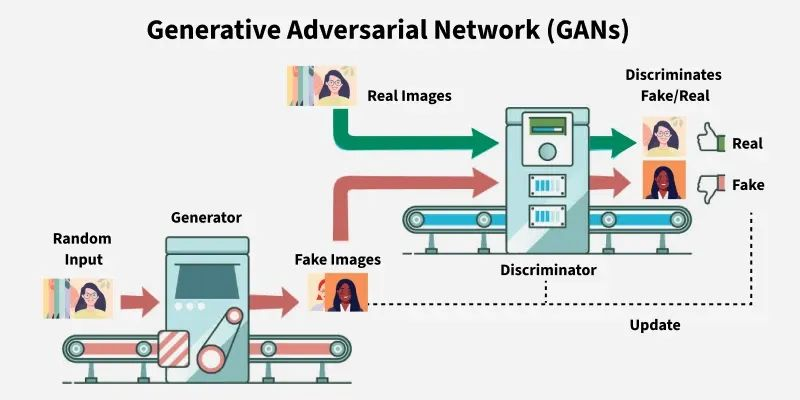 Generative Adversarial Network (GANs)
Real Images
Discriminates
Fake/Real
Real
Fake
Generator
Random
Input
Fake Images
Discriminator
Update